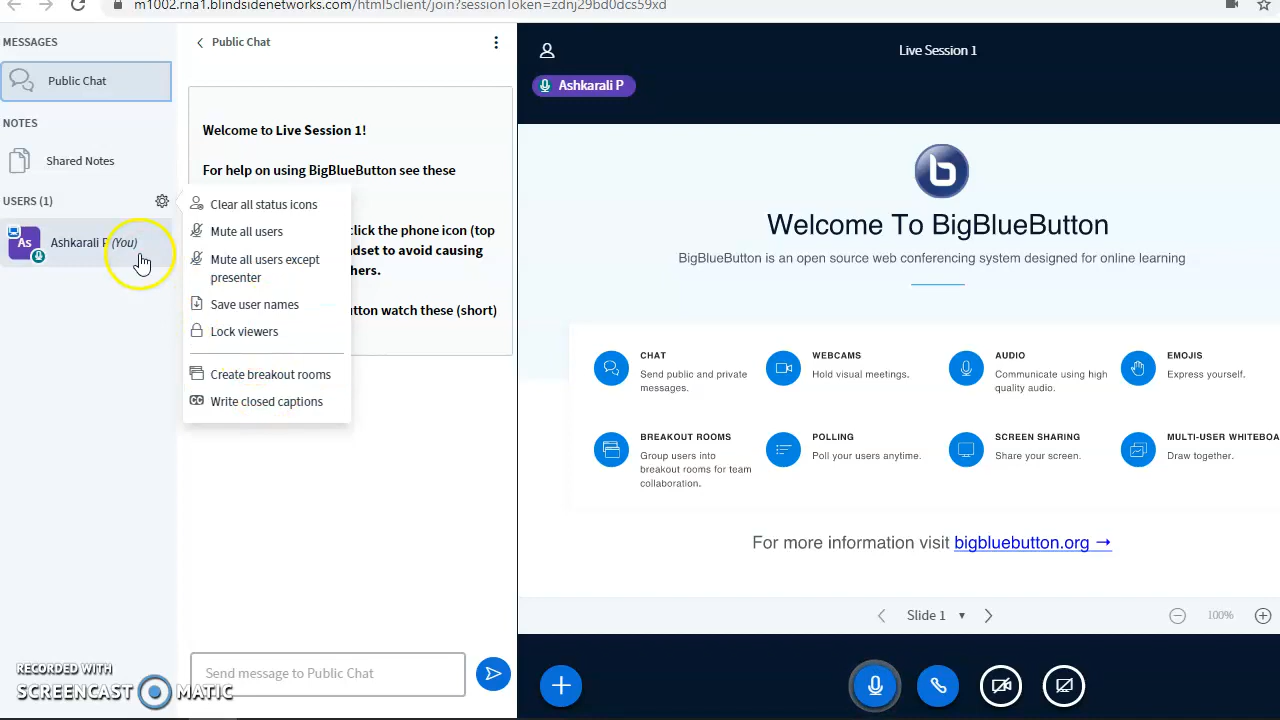 m1002.rna1.blindsidenetworks.com/html5client/join?sessionToken=zdnj29bd0dcs59xd
MESSAGES
Public Chat
NOTES
Shared Notes
USERS (1)
As
Ashkarali P (You)
Public Chat
Welcome to Live Session 1!
For help on using BigBlueButton see these
click the phone icon (top
dset to avoid causing
hers.
tton watch these (short)
Clear all status icons
Mute all users
Mute all users except
presenter
Save user names
Lock viewers
Create breakout rooms
Write closed captions
Send message to Public Chat
RECORDED WITH
SCREENCAST MATIC
Live Session 1
Ashkarali P
b
Welcome To BigBlueButton
BigBlueButton is an open source web conferencing system designed for online learning
CHAT
Send public and private
messages.
WEBCAMS
Hold visual meetings.
AUDIO
Communicate using high
quality audio.
EMOJIS
Express yourself.
BREAKOUT ROOMS
Group users into
breakout rooms for team
collaboration.
POLLING
Poll your users anytime.
SCREEN SHARING
Share your screen.
MULTI-USER WHITEBOA
Draw together.
For more information visit bigbluebutton.org →
Slide 1
100%